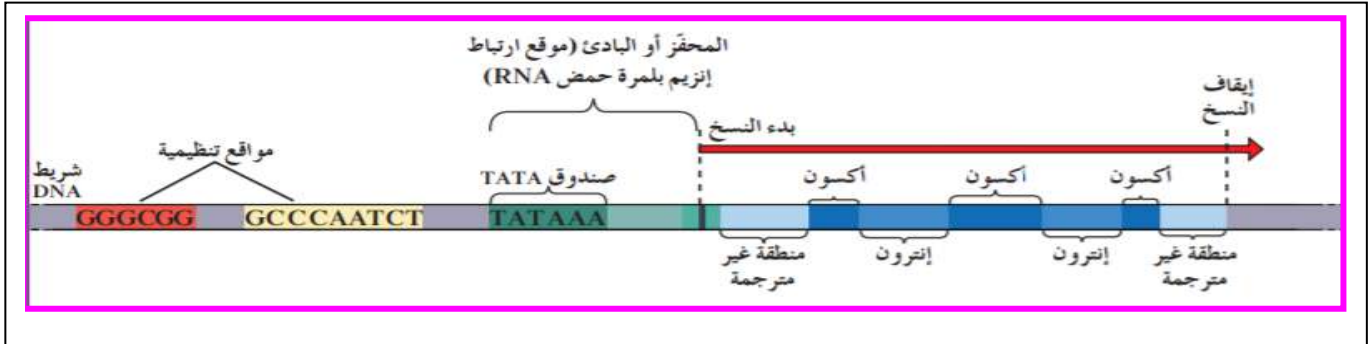 المحفّز أو البادئ (موقع ارتباط
إنزيم بلمرة حمض RNA)
إيقاف
النسخ
بدء النسخ
مواقع تنظيمية
شريط
DNA
صندوق TATA
أكسون
أكسون
أكسون
GGGCGG
GCCCAATCT
TATAAA
منطقة غير
مترجمة
إنترون
إنترون
منطقة غير
مترجمة